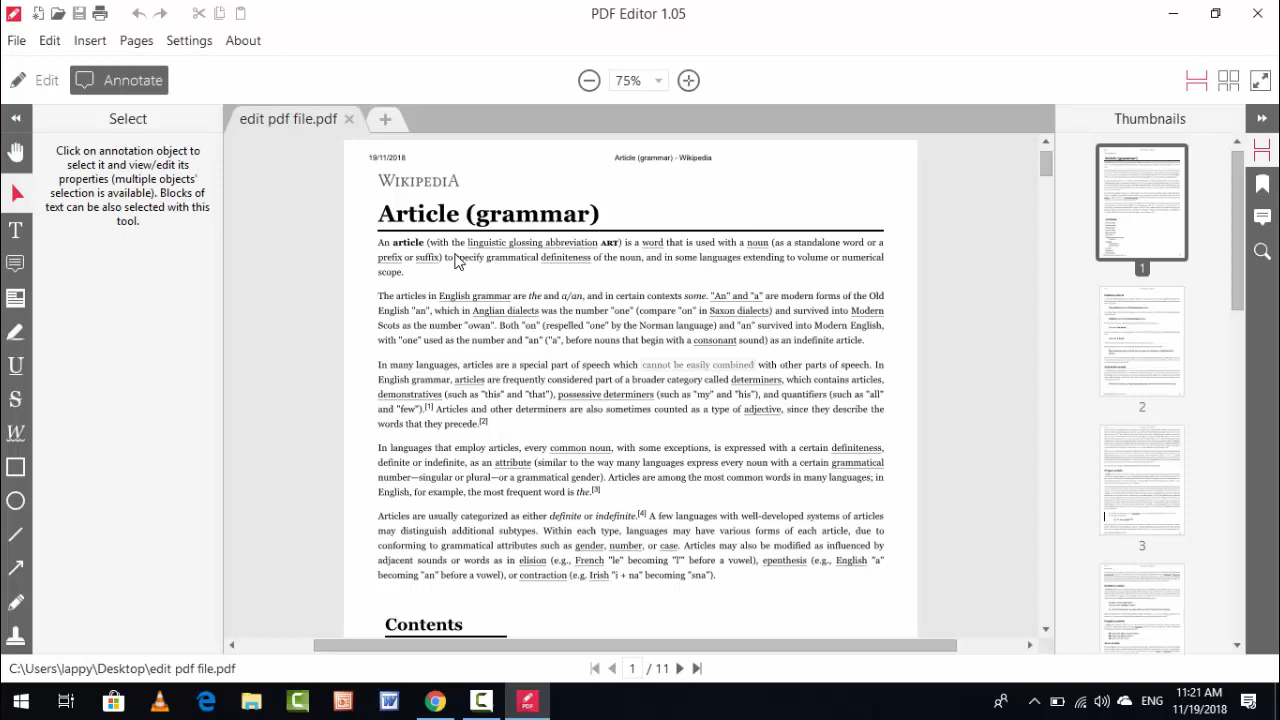 PDF Editor 1.05
File Edit Insert Pages Settings About
Edit Annotate 75%
Select
Click on annotation object to
select it and view/edit its
properties (multiple objects'
selection is available). Blocks of
be also selected with this
tool.
edit pdf file.pdf
19/11/2018 Article (grammar) - Wikipedia
WIKIPEDIA
(grammar)
An with the linguistic glossing abbreviation ART) is a word that is used with a noun (as a standalone word or a
prefix or suffix) to specify grammatical definiteness of the noun, and in some languages extending to volume or numerical
scope.
The articles in English grammar are the and a/an, and in certain contexts some. "An" and "a" are modern forms of the Old
English in Anglian dialects was the number "one" (compare "an" in Saxon dialects) and survived into Modern
Scots as the number "owan". Both "on" (respelled "one" by the Norman language) and "an" survived into Modern English,
with used as the number and "an" ("a", before nouns that begin with a consonant sound) as an indefinite article.
In many languages, articles are a special part of speech which cannot be easily combined with other parts of speech. In
English grammar, articles are frequently considered part of a broader category called determiners, which contains articles,
demonstratives (such as "this" and "that"), possessive determiners (such as "my" and "his"), and quantifiers (such as "all"
and "few").[1] Articles and other determiners are also sometimes counted as a type of adjective, since they describe the
words that they precede.[2]
In languages that employ articles, every common noun, with some exceptions, is expressed with a certain definiteness,
definite or indefinite, as an attribute (similar to the way many languages express every noun with a certain grammatical
number—singular or plural—or a grammatical gender). Articles are among the most common words in many languages; in
English, for example, the most frequent word is the.[3]
Articles are usually categorized as either definite or indefinite.[4] A few languages with well-developed systems of articles
may distinguish additional subtypes. Within each type, languages may have various forms of each article, due to
conforming to grammatical attributes such as gender, number, or case. Articles may also be modified as influenced by
adjacent sounds or words as in elision (e.g., French "le" becoming "l'" before a vowel), epenthesis (e.g., English "a"
becoming "an" before a vowel), or contraction (e.g. Irish "i + na" becoming "sna").
Thumbnails
1
2
3
1 / 11
ENG
11:21 AM
11/19/2018